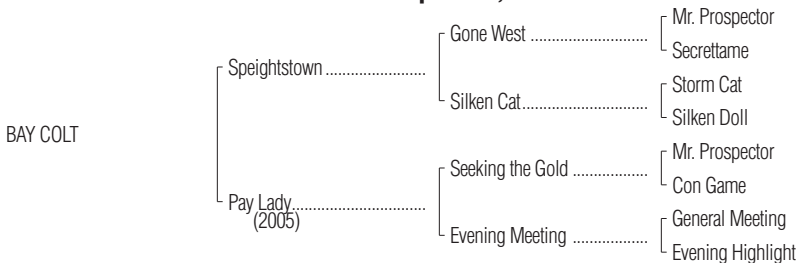 Mr. Prospector
Gone West ....................
Secrettame
Speightstown .........................
Storm Cat
Silken Cat...........................
Silken Doll
BAY COLT
Mr. Prospector
Seeking the Gold ...................
Con Game
Pay Lady.................................
(2005)
General Meeting
Evening Meeting ...................
Evening Highlight